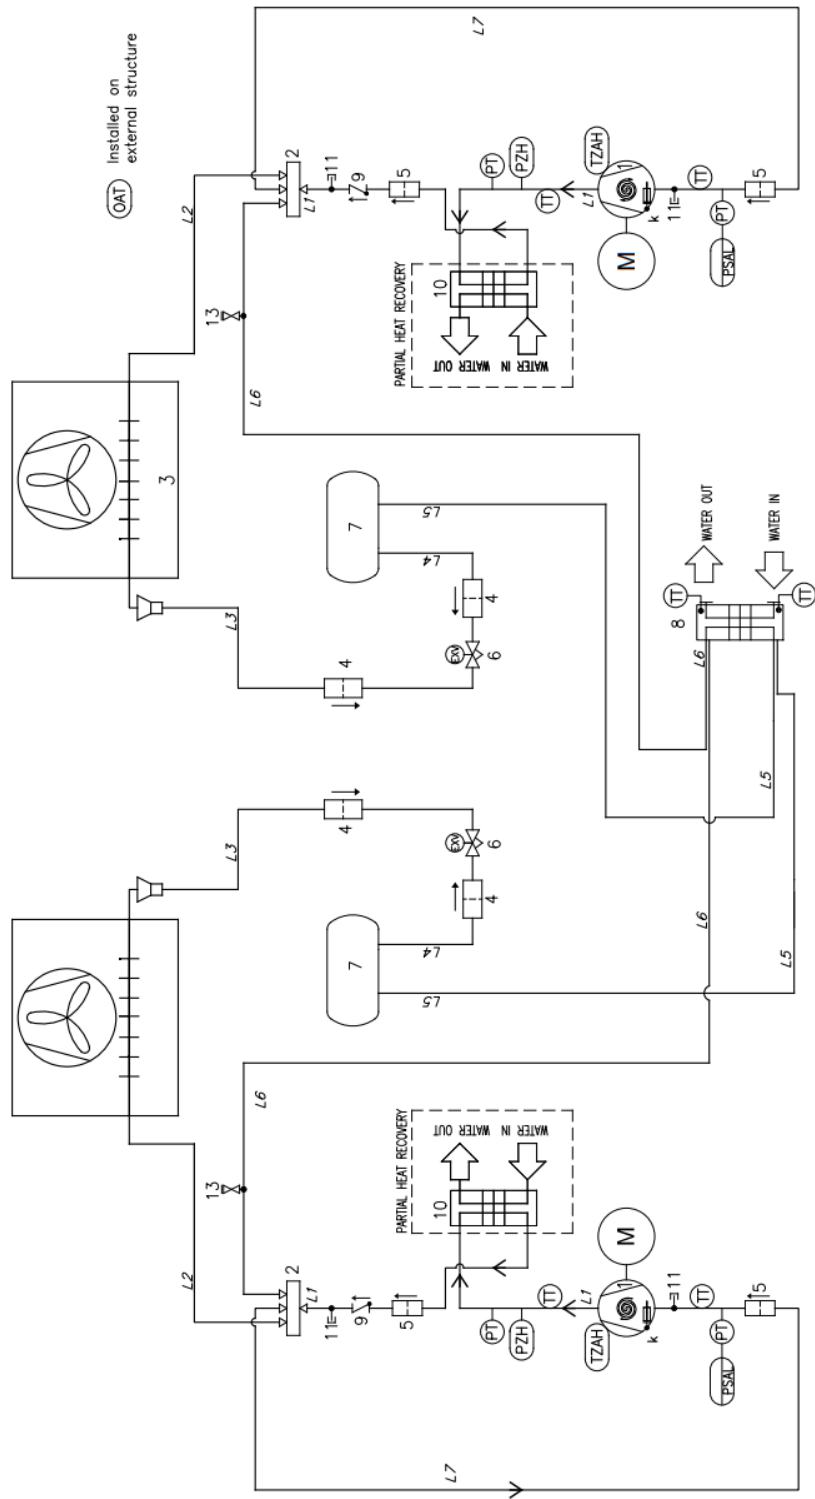 OAT
Installed on
external structure
L7
L2
2
L1
11
9
5
PT
PZH
TT
TZAH
L1
1
M
k
11
TT
PT
PSAL
5
13
L6
PARTIAL HEAT RECOVERY
10
WATER OUT
WATER IN
3
L3
4
7
L4
L5
4
EXV
6
8
L6
TT
TT
WATER OUT
WATER IN
L5
L3
4
EXV
6
4
7
L4
L5
L6
L5
L6
13
L2
2
L1
11
9
5
PARTIAL HEAT RECOVERY
10
WATER OUT
WATER IN
PT
PZH
TT
TZAH
L1
1
M
k
11
TT
PT
PSAL
5
L7